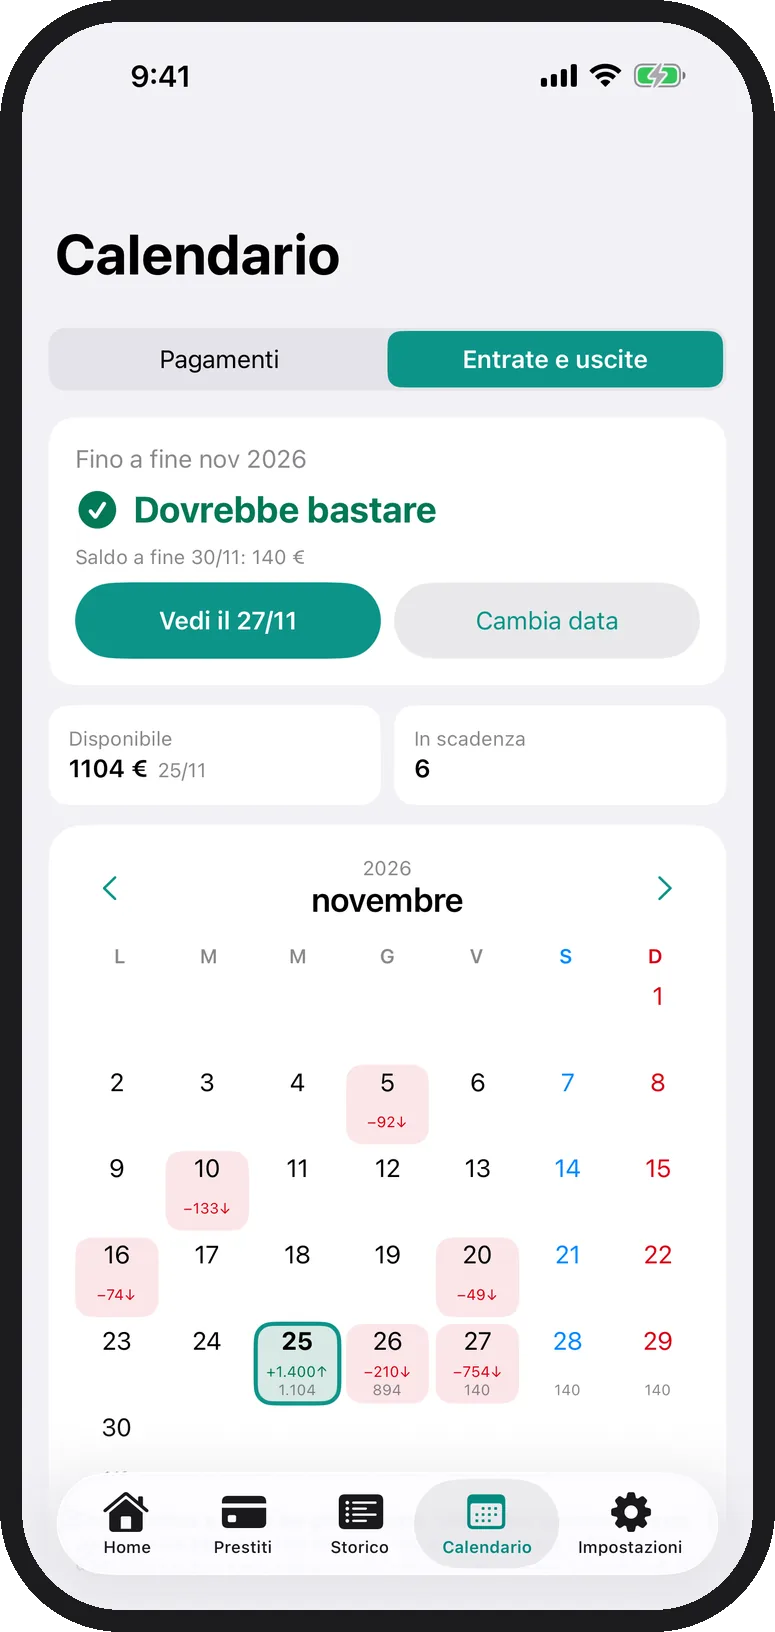 9:41
Calendario
Pagamenti Entrate e uscite
Fino a fine nov 2026
Dovrebbe bastare
Saldo a fine 30/11: 140 €
Vedi il 27/11 Cambia data
Disponibile In scadenza
1104 € 25/11 6
2026
novembre
L M M G V S D
1
2 3 4 5 6 7 8
−92↓
9 10 11 12 13 14 15
−133↓
16 17 18 19 20 21 22
−74↓ −49↓
23 24 25 26 27 28 29
+1.400↑ −210↓ −754↓
1.104 894 140 140 140
30
Home Prestiti Storico Calendario Impostazioni